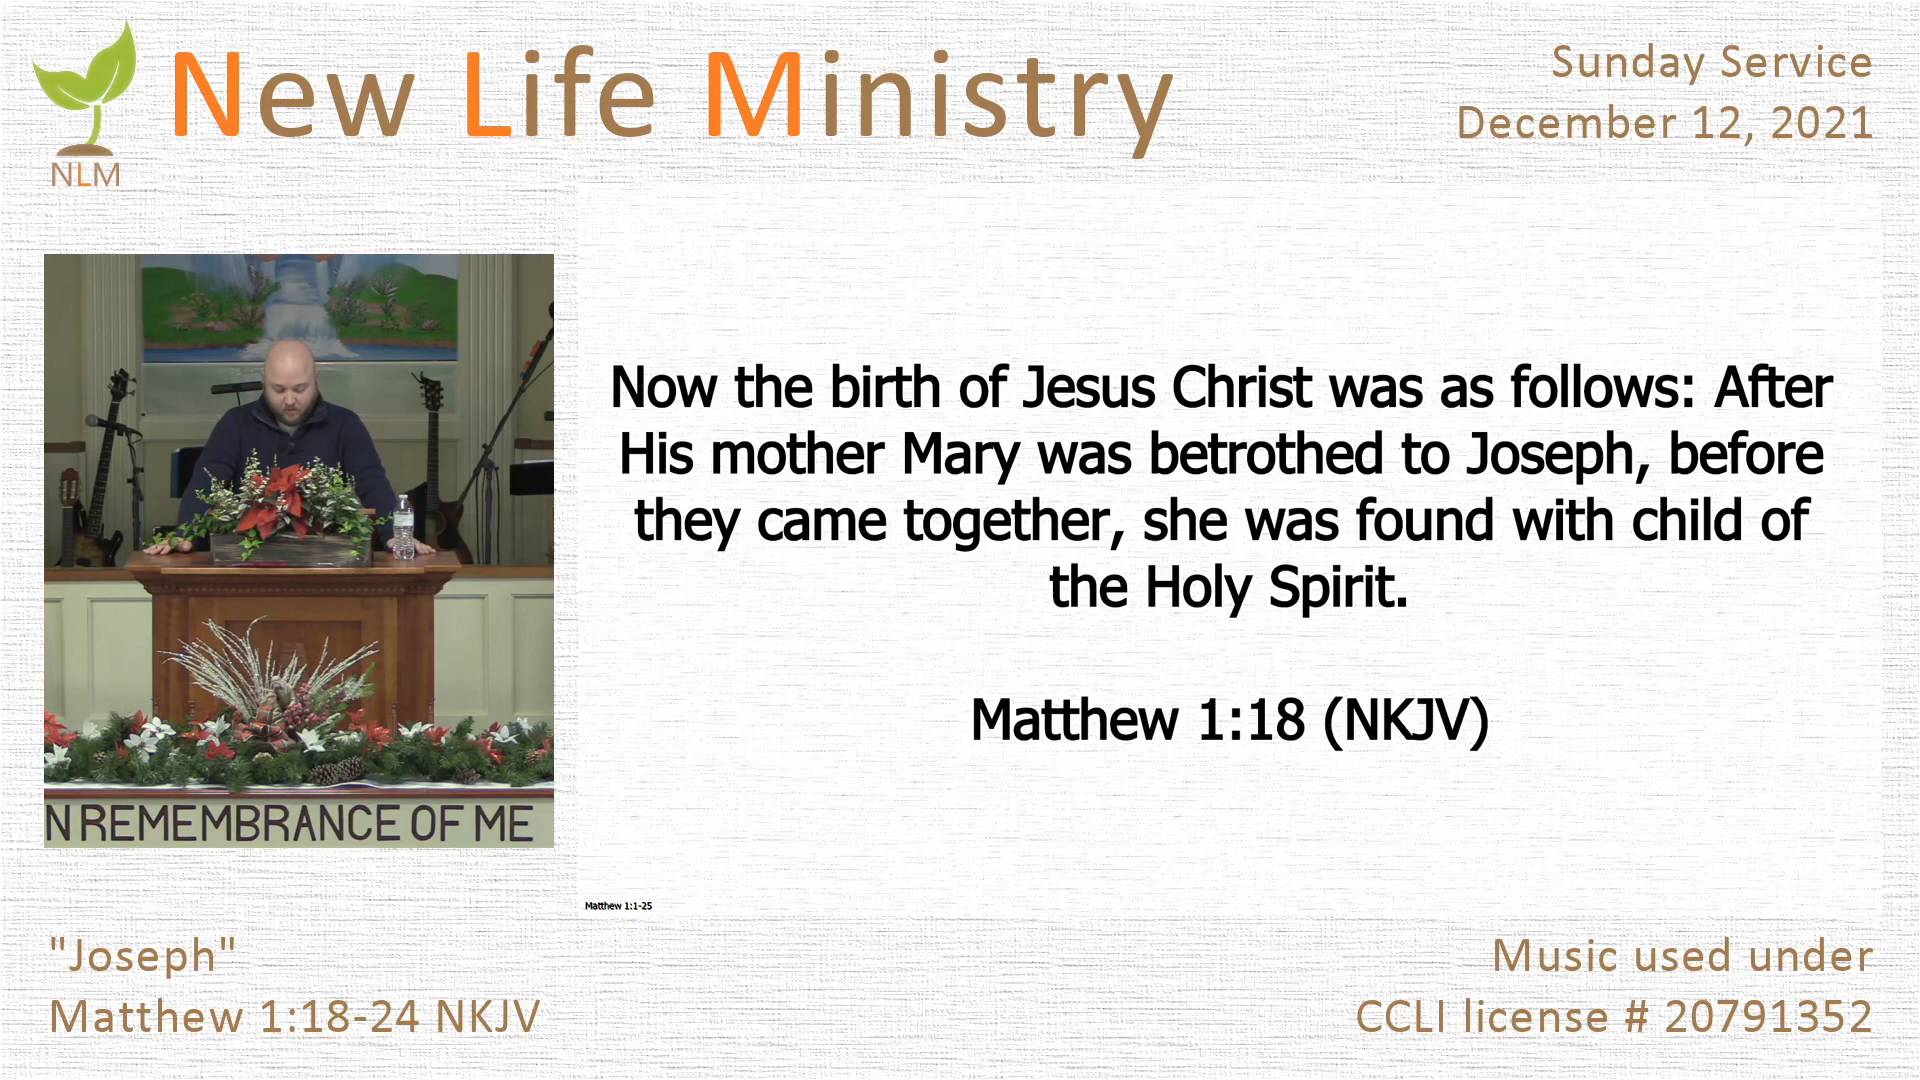 New Life Ministry
NLM
Sunday Service
December 12, 2021
Now the birth of Jesus Christ was as follows: After
His mother Mary was betrothed to Joseph, before
they came together, she was found with child of
the Holy Spirit.
Matthew 1:18 (NKJV)
N REMEMBRANCE OF ME
Matthew 1:1-25
"Joseph"
Matthew 1:18-24 NKJV
Music used under
CCLI license # 20791352